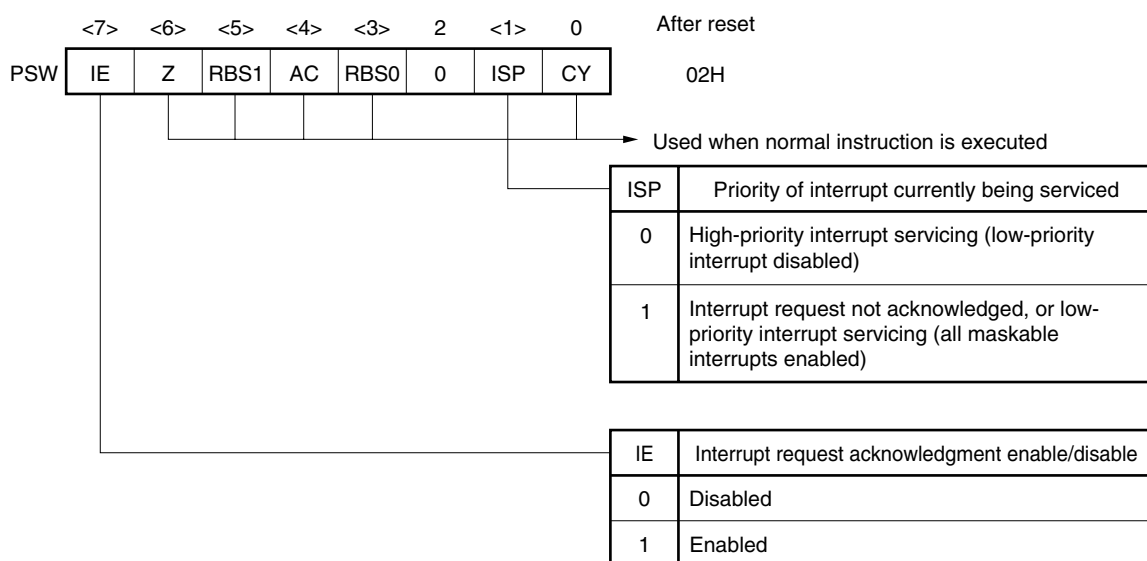 <7> <6> <5> <4> <3> 2 <1> 0 After reset
PSW IE Z RBS1 AC RBS0 0 ISP CY 02H
Used when normal instruction is executed
ISP Priority of interrupt currently being serviced
0 High-priority interrupt servicing (low-priority
interrupt disabled)
1 Interrupt request not acknowledged, or low-
priority interrupt servicing (all maskable
interrupts enabled)
IE Interrupt request acknowledgment enable/disable
0 Disabled
1 Enabled